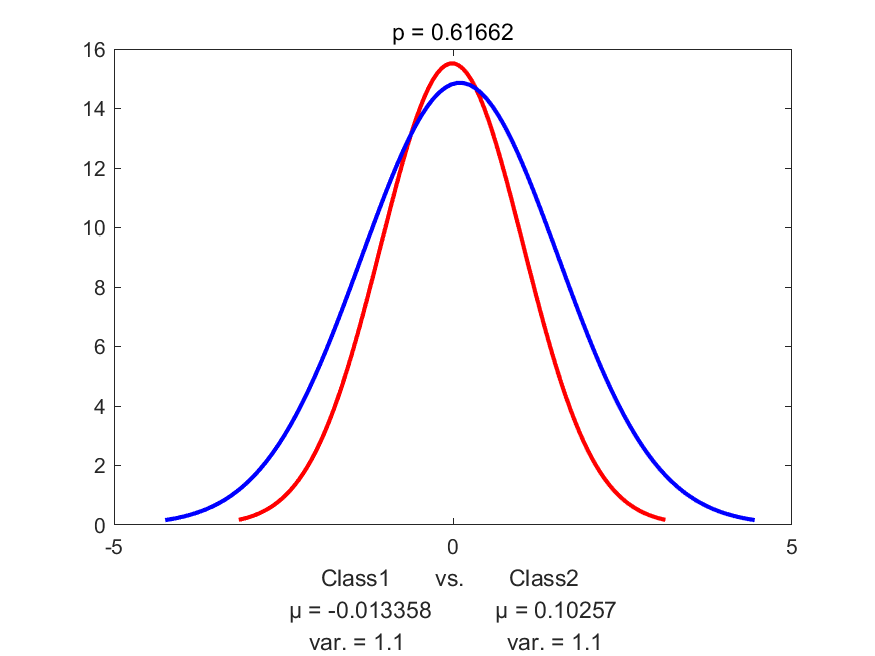 p = 0.61662
16
14
12
10
8
6
4
2
0
-5 0 5
Class1 vs. Class2
μ = -0.013358 μ = 0.10257
var. = 1.1 var. = 1.1